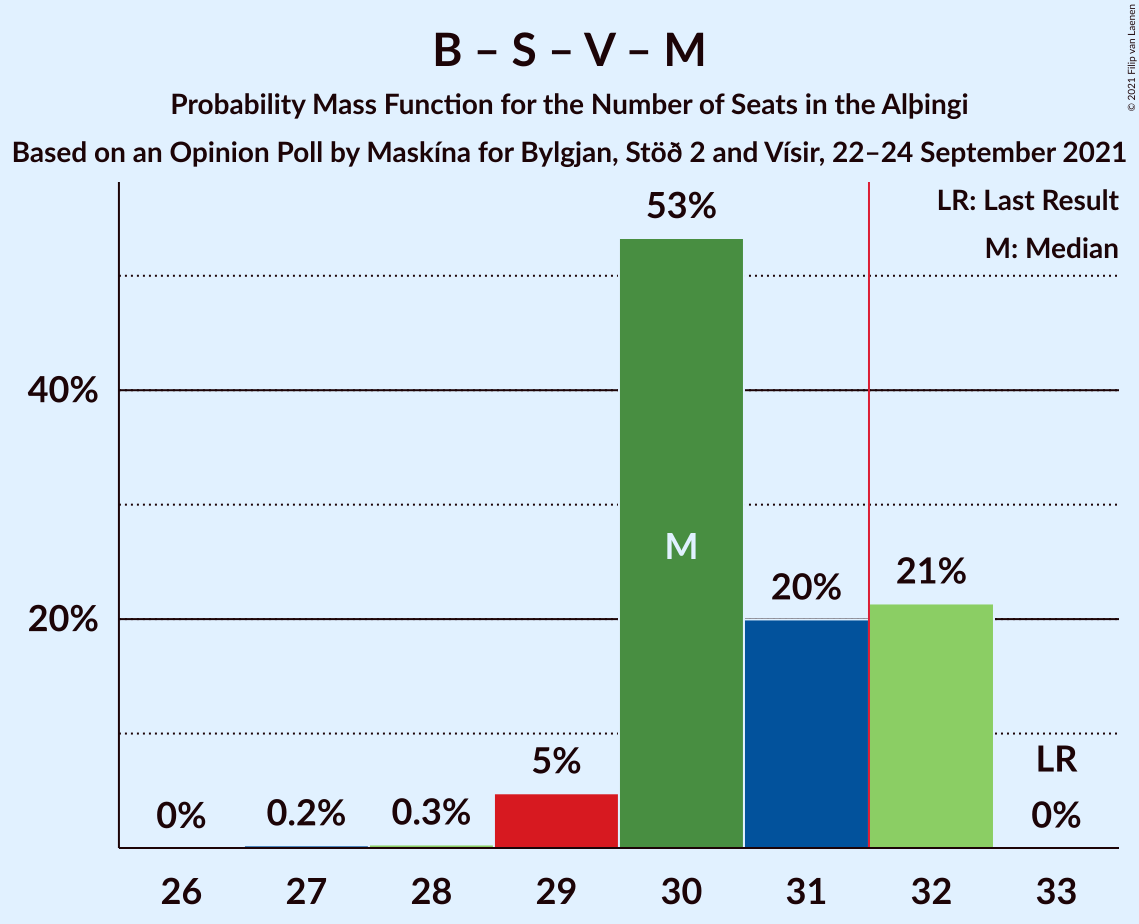 B – S – V – M
Probability Mass Function for the Number of Seats in the Alþingi
Based on an Opinion Poll by Maskína for Bylgjan, Stöð 2 and Vísir, 22–24 September 2021
© 2021 Filip van Laenen
LR: Last Result
M: Median
53%
40%
M
21%
20%
20%
5%
LR
0%
0.2%
0.3%
0%
26 27 28 29 30 31 32 33